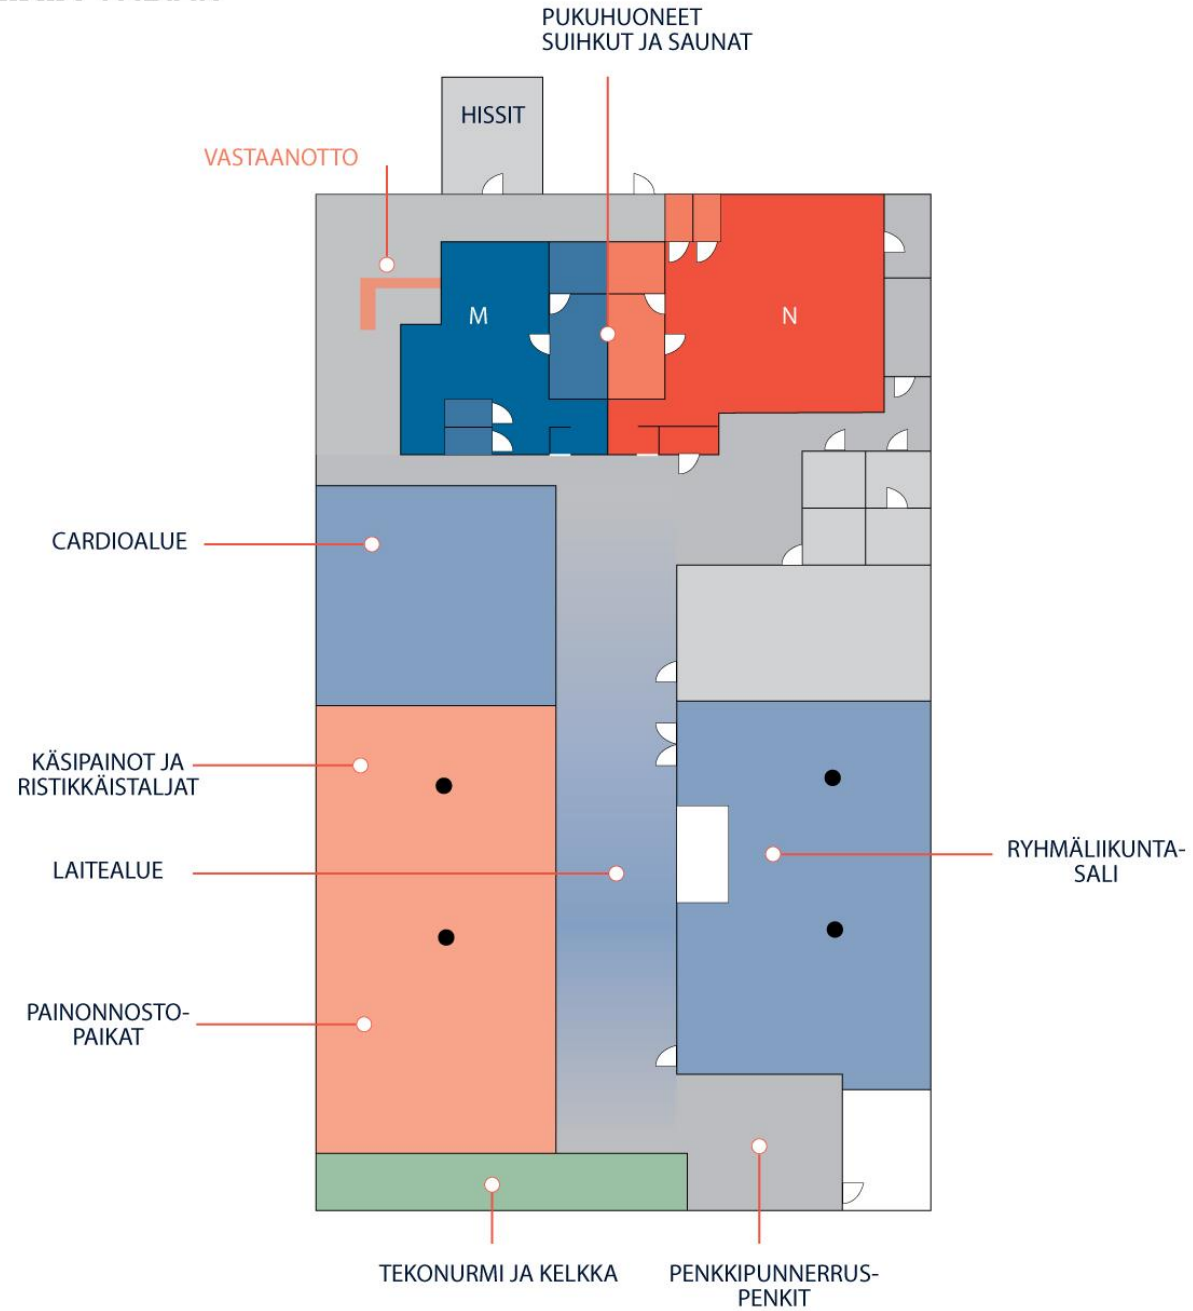 PUKUHUONEET
SUIHKUT JA SAUNAT
HISSIT
VASTAANOTTO
M
N
CARDIOALUE
KÄSIPAINOT JA
RISTIKKÄISTALJAT
LAITEALUE
RYHMÄLIIKUNTA-
SALI
PAINONNOSTO-
PAIKAT
TEKONURMI JA KELKKA
PENKKIPUNNERRUS-
PENKIT